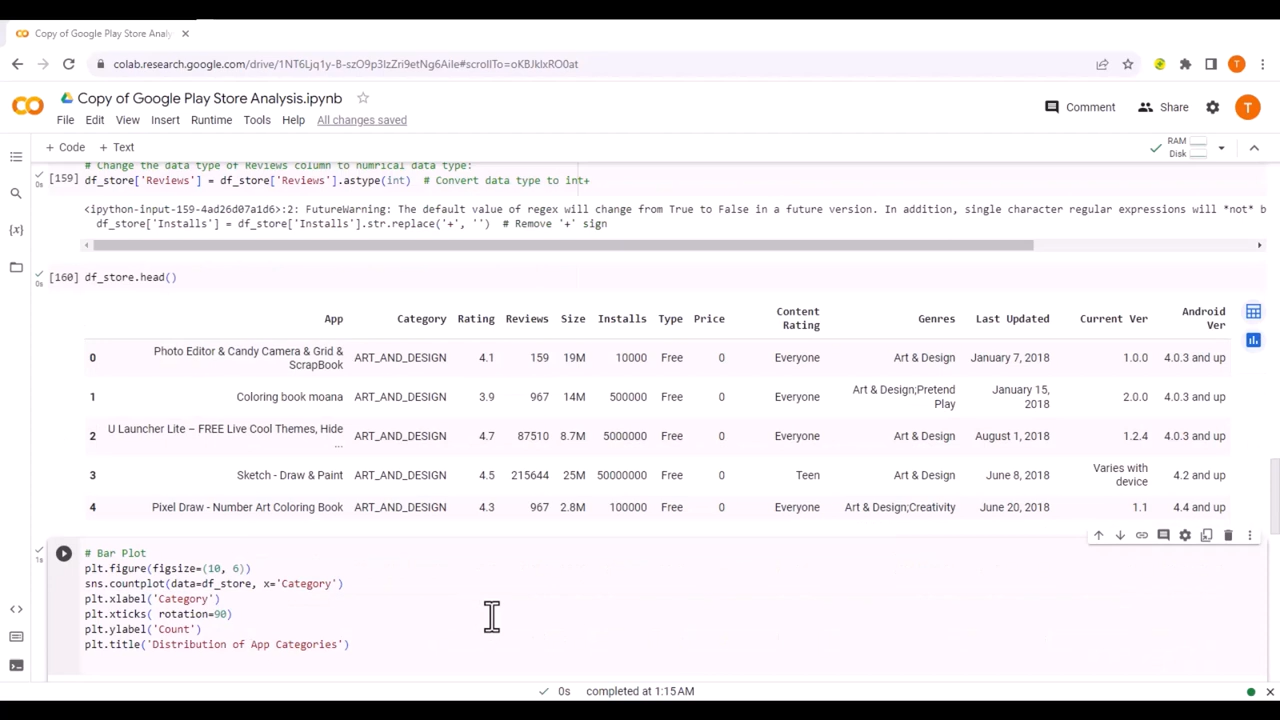 Copy of Google Play Store Analy
colab.research.google.com/drive/1NT6Ljq1y-B-szO9p3IzZri9etNg6AiIe#scrollTo=oKBJklxRO0at
T
Copy of Google Play Store Analysis.ipynb
Comment
Share
T
File Edit View Insert Runtime Tools Help All changes saved
+ Code + Text
RAM
Disk
# Change the data type of Reviews column to numrical data type:
[159] df_store['Reviews'] = df_store['Reviews'].astype(int) # Convert data type to int+
0s
<ipython-input-159-4ad26d07a1d6>:2: FutureWarning: The default value of regex will change from True to False in a future version. In addition, single character regular expressions will *not* b
df_store['Installs'] = df_store['Installs'].str.replace('+', '') # Remove '+' sign
[160] df_store.head()
0s
App Category Rating Reviews Size Installs Type Price Content Rating Genres Last Updated Current Ver Android Ver
0 Photo Editor & Candy Camera & Grid & ScrapBook ART_AND_DESIGN 4.1 159 19M 10000 Free 0 Everyone Art & Design January 7, 2018 1.0.0 4.0.3 and up
1 Coloring book moana ART_AND_DESIGN 3.9 967 14M 500000 Free 0 Everyone Art & Design;Pretend Play January 15, 2018 2.0.0 4.0.3 and up
2 U Launcher Lite – FREE Live Cool Themes, Hide ... ART_AND_DESIGN 4.7 87510 8.7M 5000000 Free 0 Everyone Art & Design August 1, 2018 1.2.4 4.0.3 and up
3 Sketch - Draw & Paint ART_AND_DESIGN 4.5 215644 25M 50000000 Free 0 Teen Art & Design June 8, 2018 Varies with device 4.2 and up
4 Pixel Draw - Number Art Coloring Book ART_AND_DESIGN 4.3 967 2.8M 100000 Free 0 Everyone Art & Design;Creativity June 20, 2018 1.1 4.4 and up
1s
# Bar Plot
plt.figure(figsize=(10, 6))
sns.countplot(data=df_store, x='Category')
plt.xlabel('Category')
plt.xticks( rotation=90)
plt.ylabel('Count')
plt.title('Distribution of App Categories')
0s completed at 1:15 AM